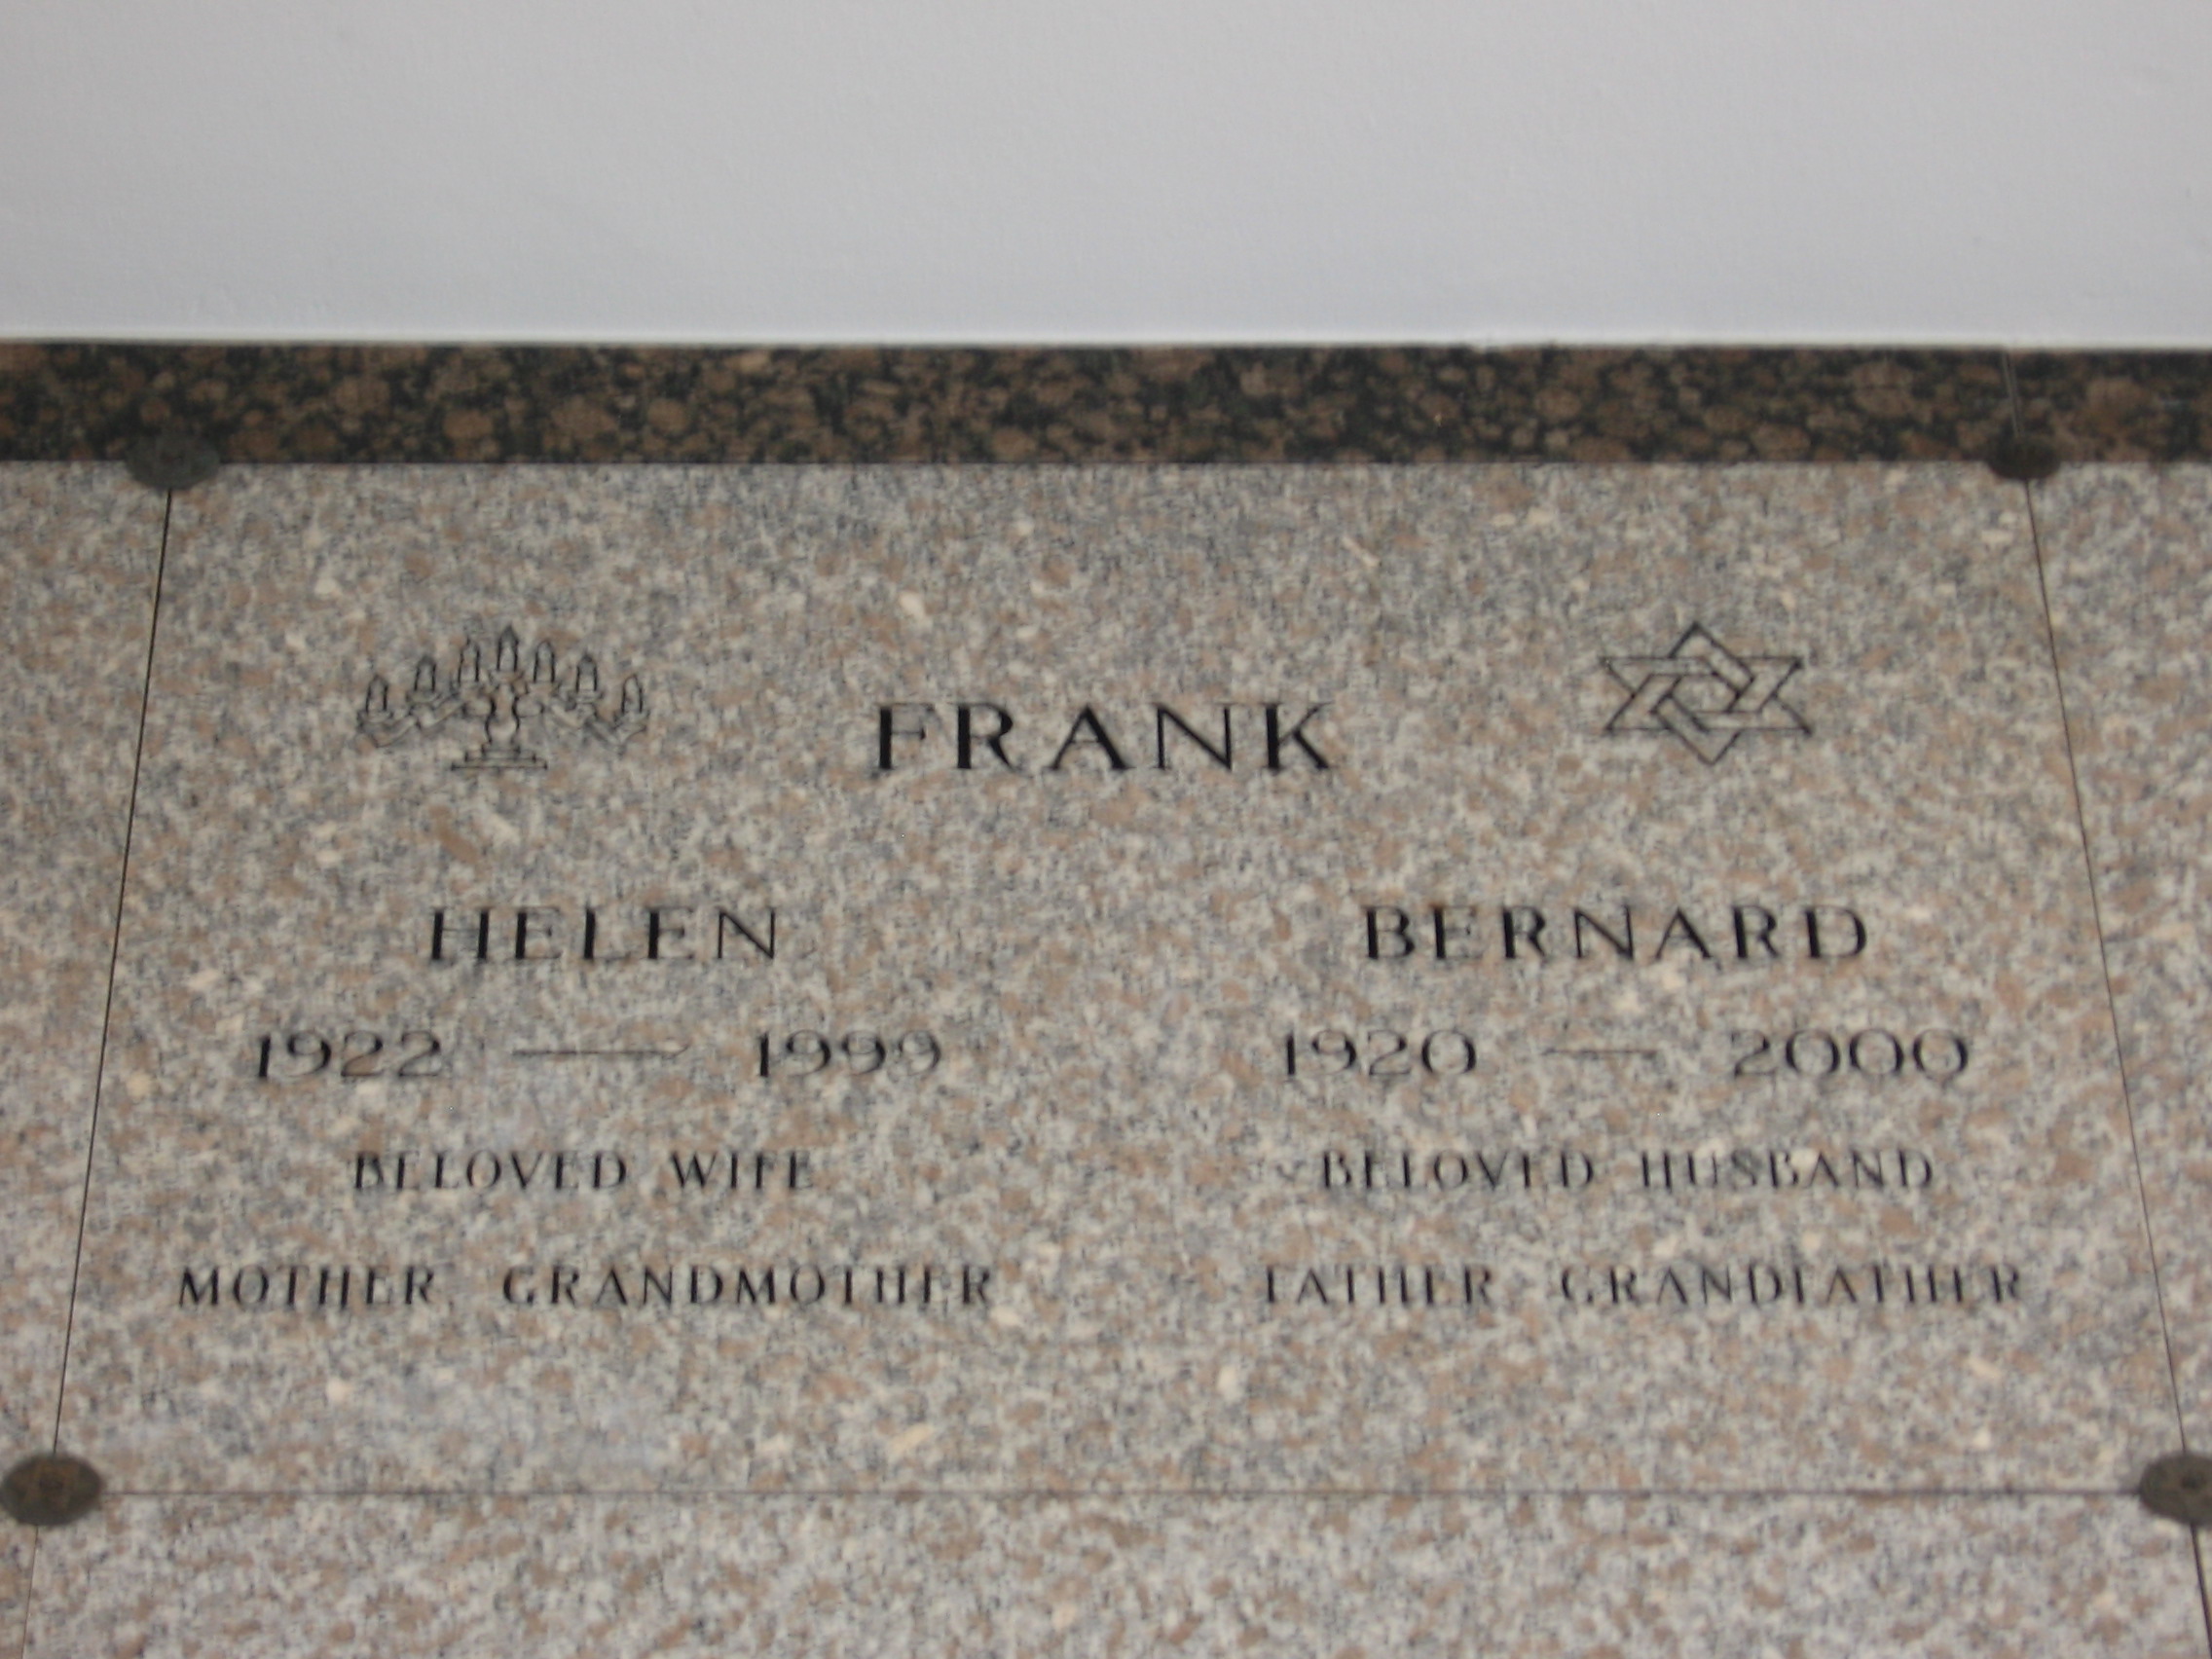 FRANK
HELEN BERNARD
1922 — 1999 1920 — 2000
BELOVED WIFE BELOVED HUSBAND
MOTHER GRANDMOTHER FATHER GRANDFATHER